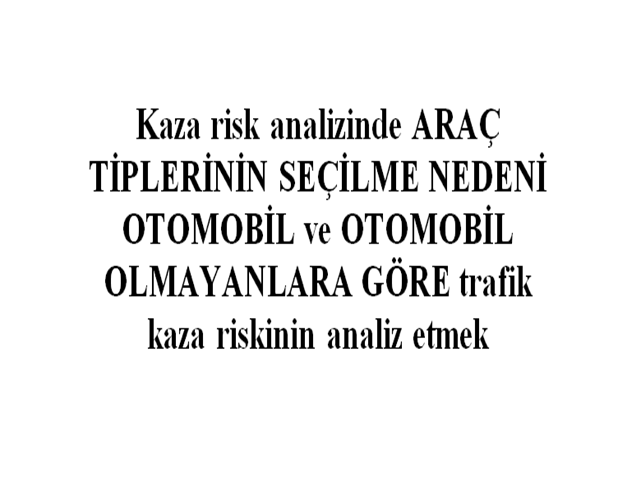 Kaza risk analizinde ARAÇ
TİPLERİNİN SEÇİLME NEDENİ
OTOMOBİL ve OTOMOBİL
OLMAYANLARA GÖRE trafik
kaza riskinin analiz etmek